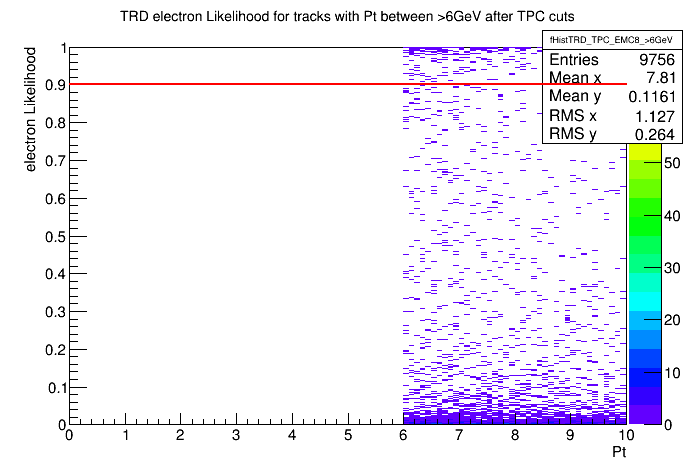 TRD electron Likelihood for tracks with Pt between >6GeV after TPC cuts
fHistTRD_TPC_EMC8_>6GeV
Entries 9756
Mean x 7.81
Mean y 0.1161
RMS x 1.127
RMS y 0.264
electron Likelihood
1
0.9
0.8
0.7
0.6
0.5
0.4
0.3
0.2
0.1
0
50
40
30
20
10
0
0 1 2 3 4 5 6 7 8 9 10
Pt